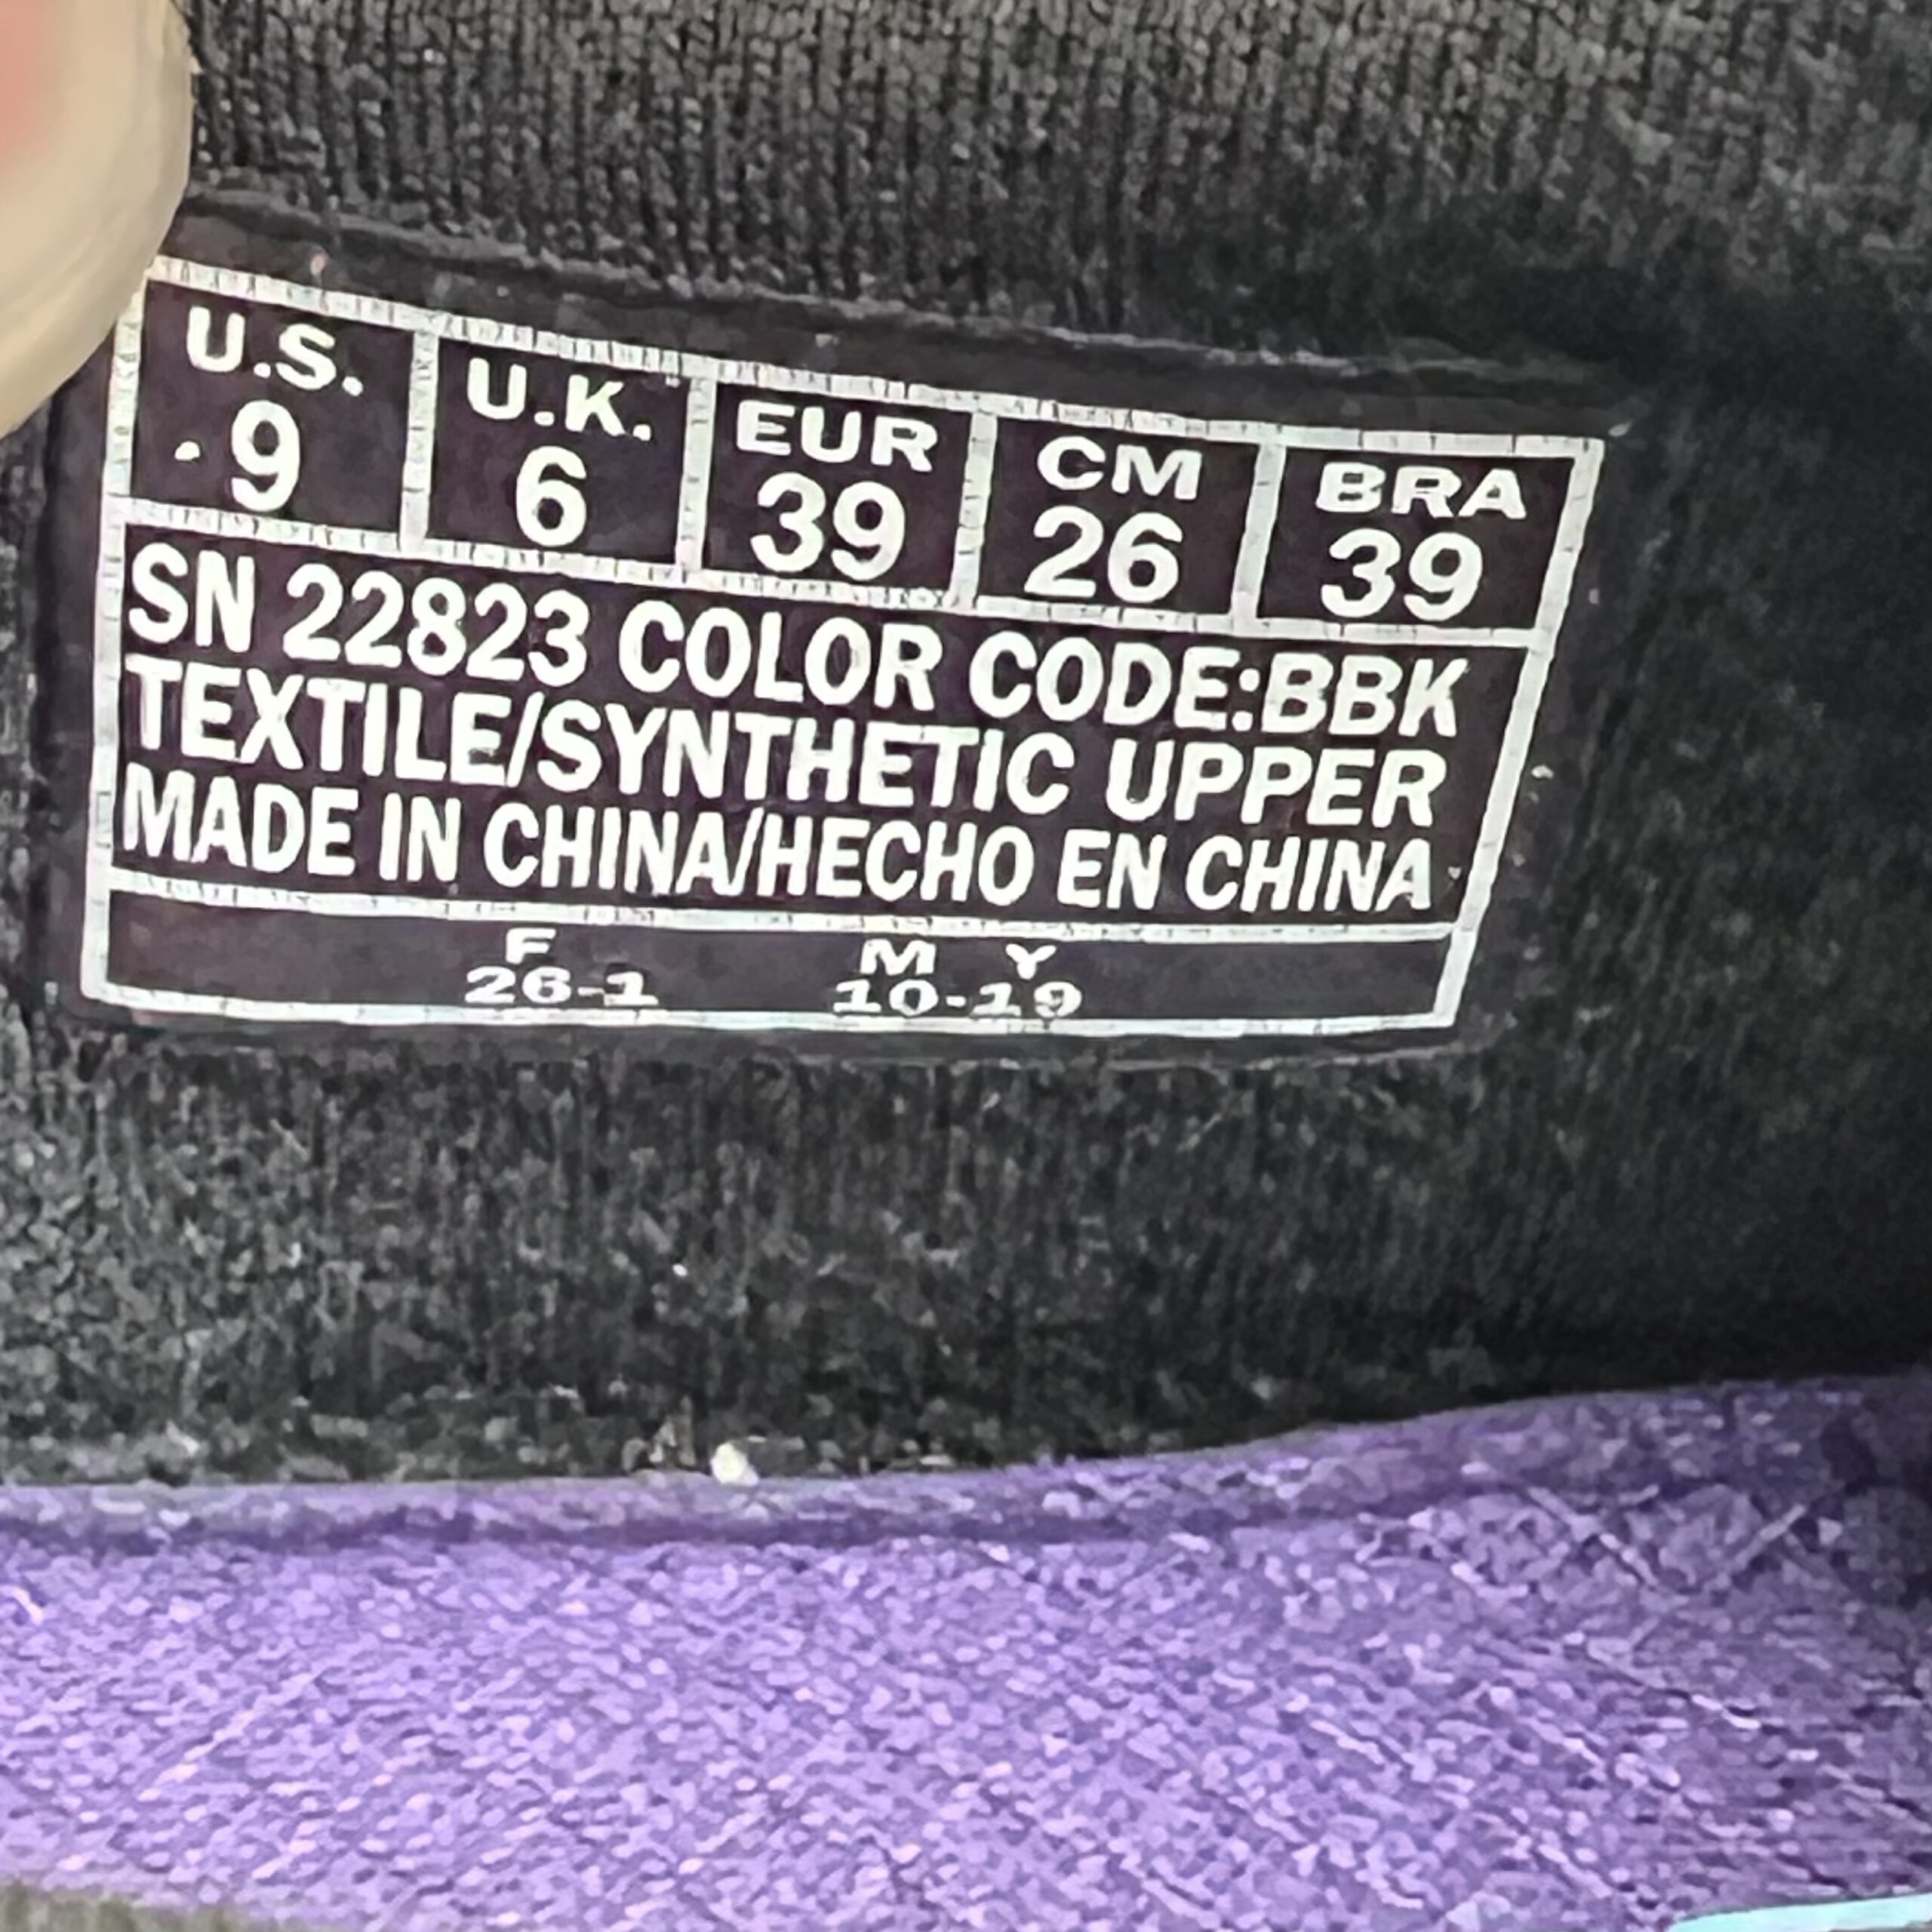 U.S. U.K. EUR CM BRA
9 6 39 26 39
SN 22823 COLOR CODE:BBK
TEXTILE/SYNTHETIC UPPER
MADE IN CHINA/HECHO EN CHINA
F M Y
26-1 10-19